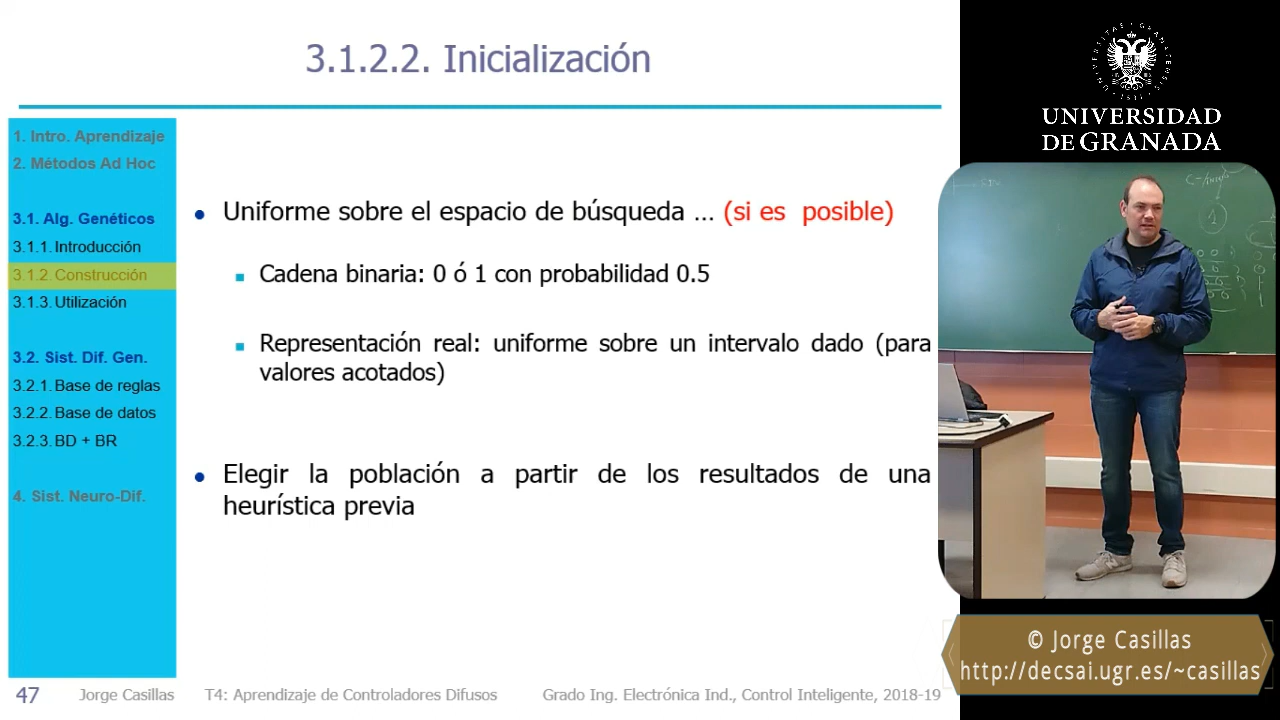 3.1.2.2. Inicialización
1. Intro. Aprendizaje
2. Métodos Ad Hoc
3.1. Alg. Genéticos
3.1.1. Introducción
3.1.2. Construcción
3.1.3. Utilización
3.2. Sist. Dif. Gen.
3.2.1. Base de reglas
3.2.2. Base de datos
3.2.3. BD + BR
4. Sist. Neuro-Dif.
• Uniforme sobre el espacio de búsqueda ... (si es posible)
▪ Cadena binaria: 0 ó 1 con probabilidad 0.5
▪ Representación real: uniforme sobre un intervalo dado (para
valores acotados)
• Elegir la población a partir de los resultados de una
heurística previa
47 Jorge Casillas T4: Aprendizaje de Controladores Difusos Grado Ing. Electrónica Ind., Control Inteligente, 2018-19
UNIVERSIDAD
DE GRANADA
© Jorge Casillas
http://decsai.ugr.es/~casillas